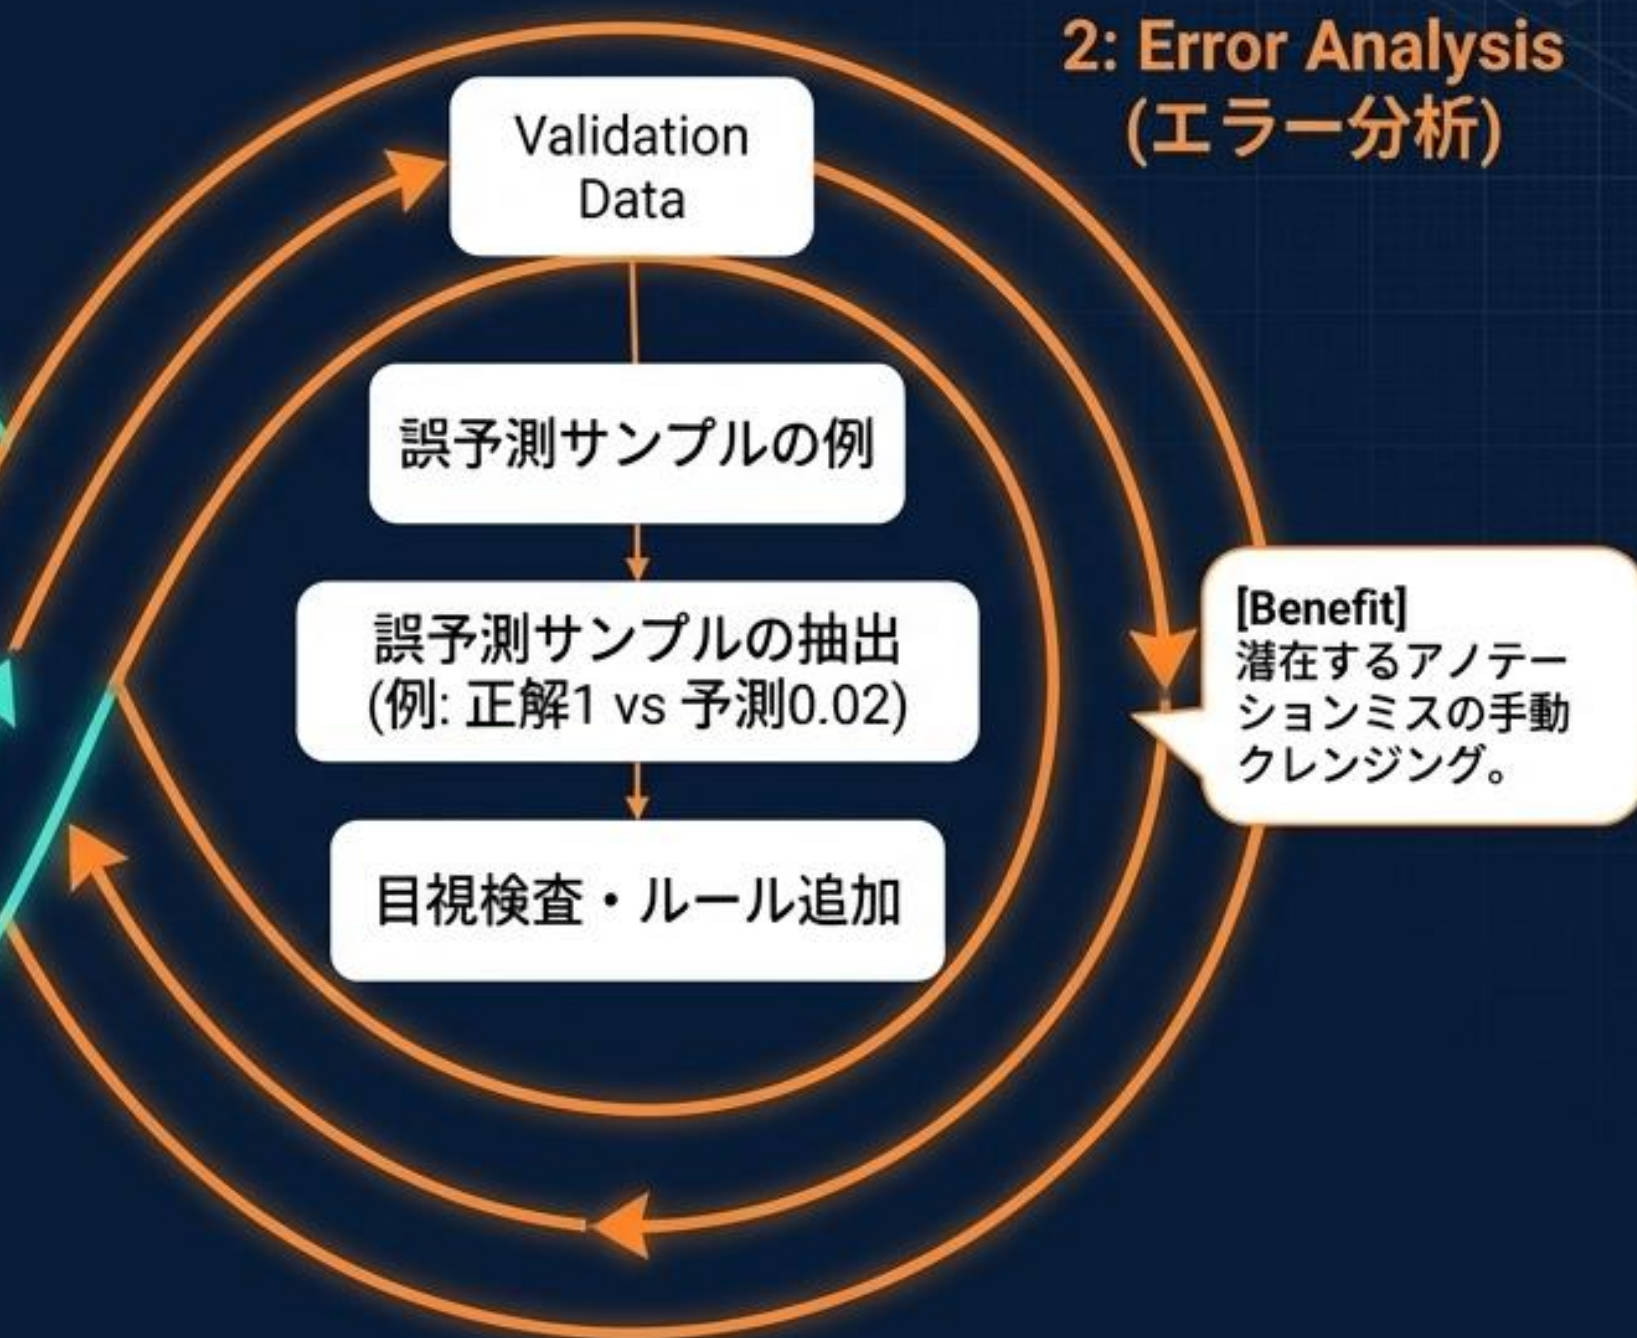 2: Error Analysis
(エラー分析)
Validation
Data
誤予測サンプルの例
誤予測サンプルの抽出
(例: 正解1 vs 予測0.02)
目視検査・ルール追加
[Benefit]
潜在するアノテー
ションミスの手動
クレンジング。